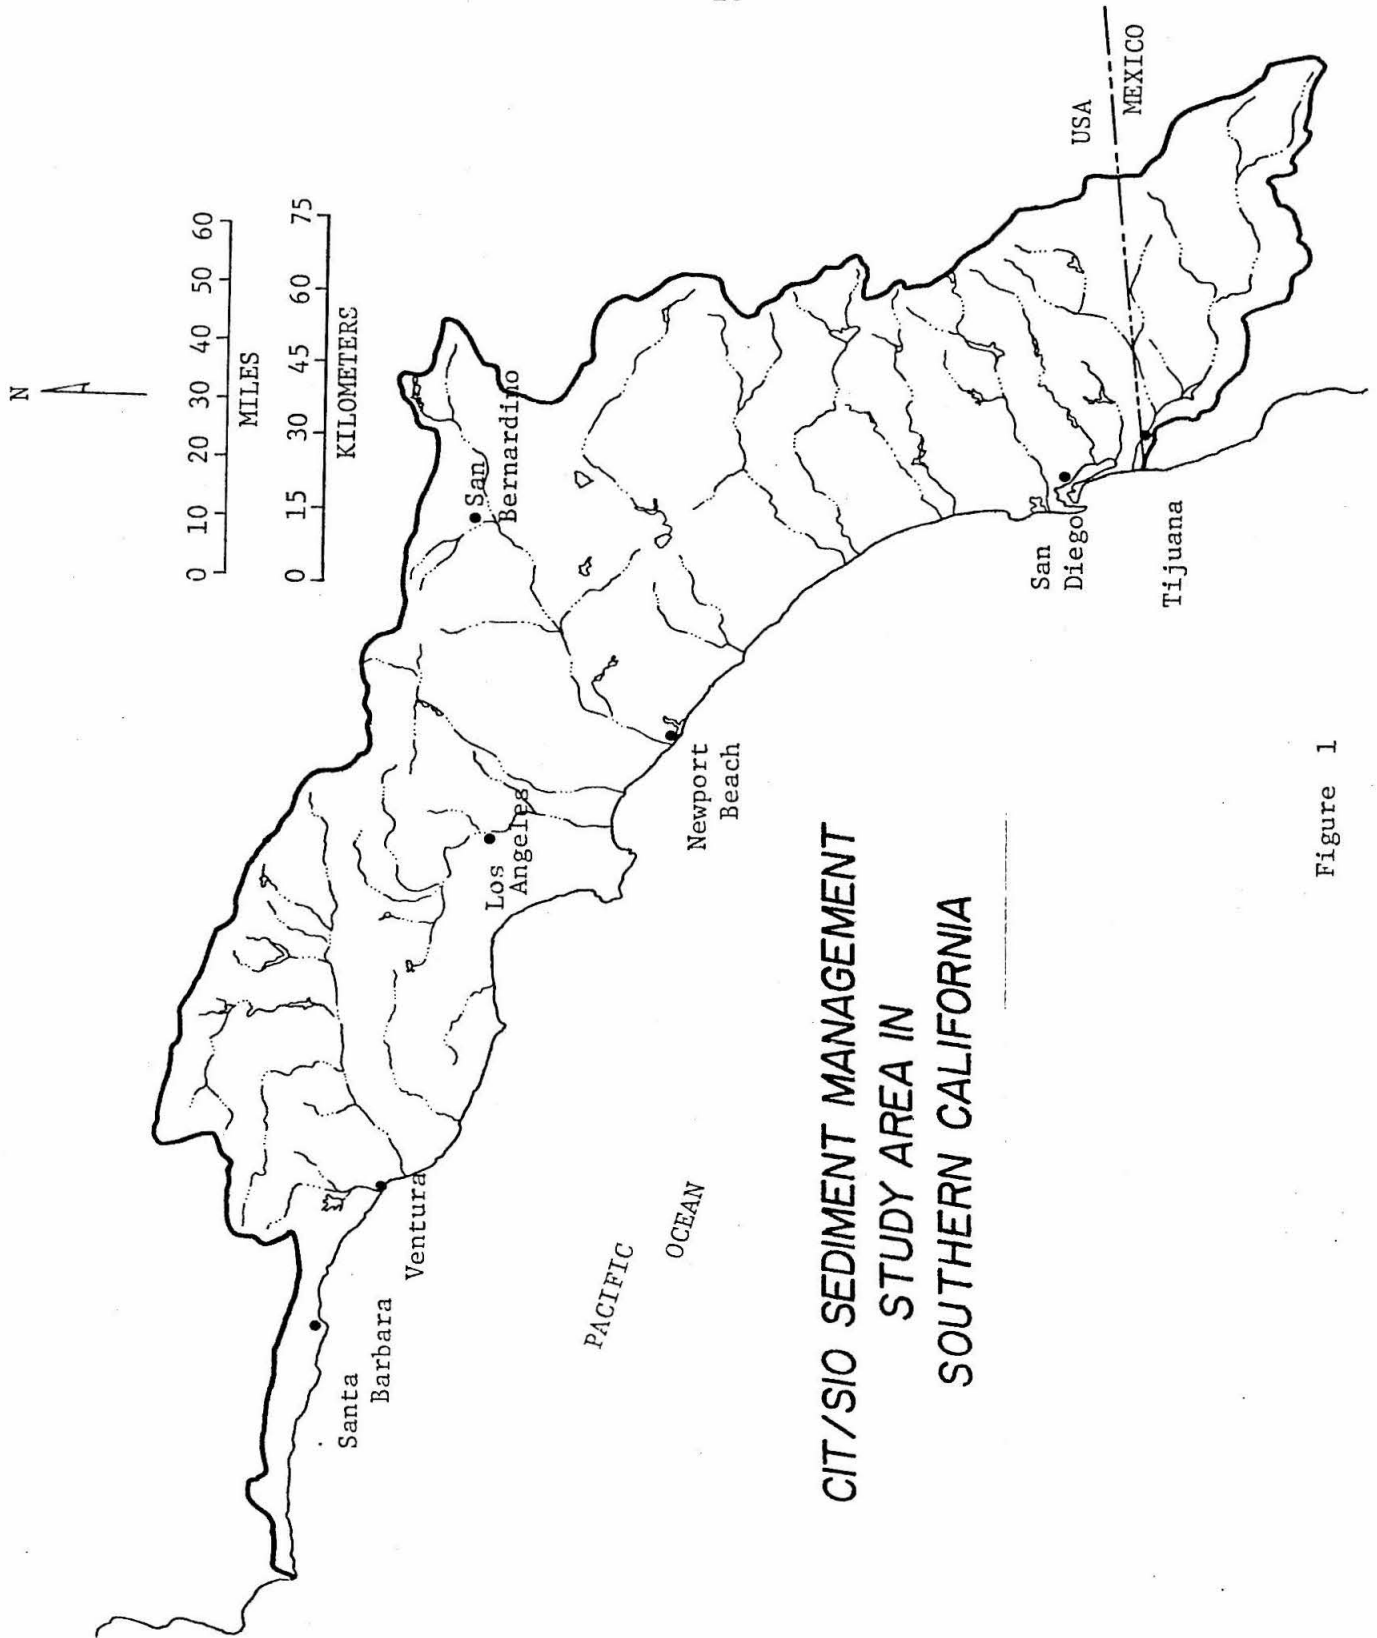 N
0 10 20 30 40 50 60
MILES
0 15 30 45 60 75
KILOMETERS
San
Bernardino
USA
MEXICO
Los
Angeles
Santa
Barbara
Ventura
Newport
Beach
San
Diego
Tijuana
PACIFIC
OCEAN
CIT/SIO SEDIMENT MANAGEMENT
STUDY AREA IN
SOUTHERN CALIFORNIA
Figure 1